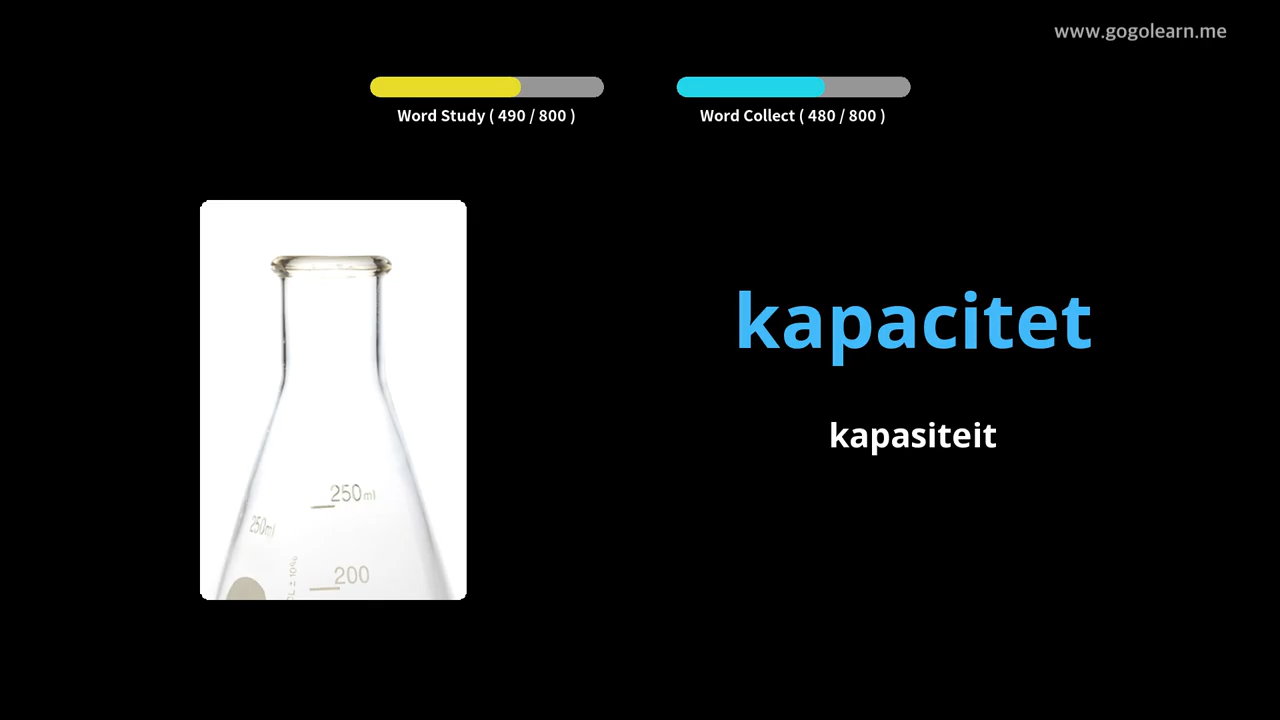 www.gogolearn.me
Word Study ( 490 / 800 )
Word Collect ( 480 / 800 )
kapacitet
kapasiteit
250ml
250ml
200